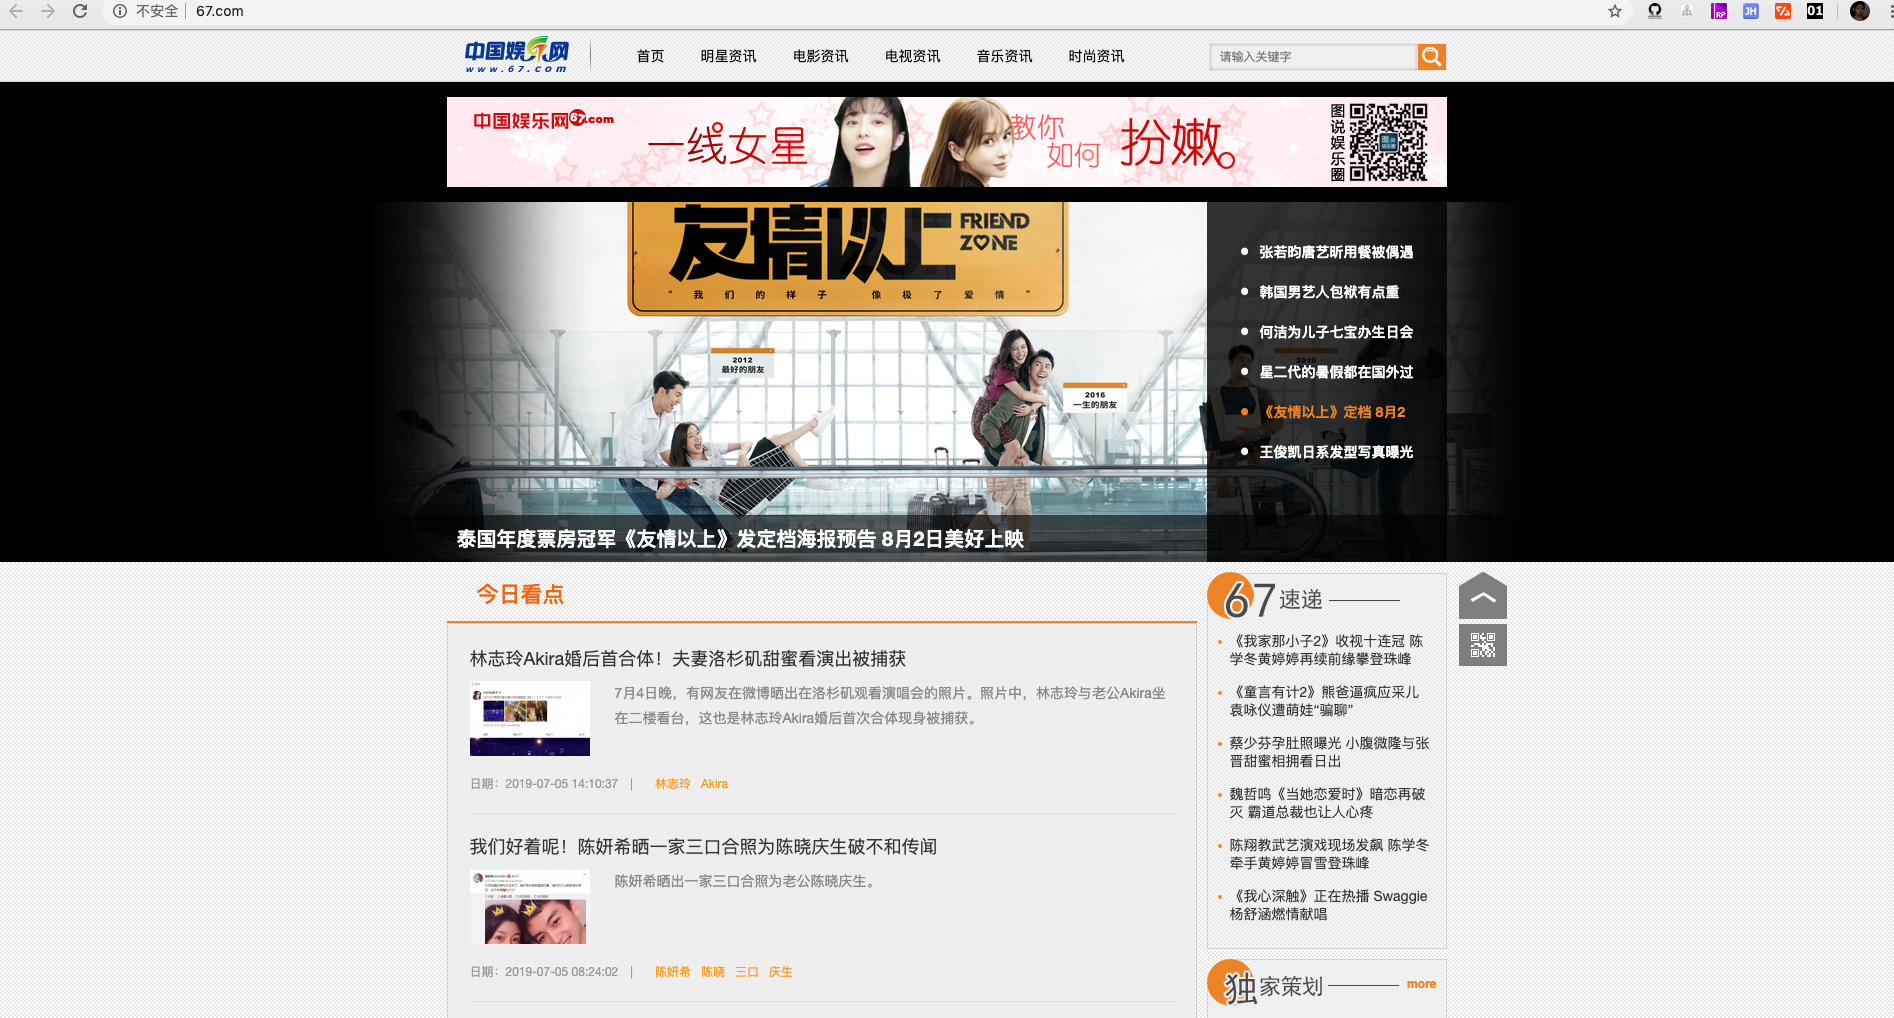 不安全 67.com
中国娱乐网
www.67.com
首页 明星资讯 电影资讯 电视资讯 音乐资讯 时尚资讯
请输入关键字
中国娱乐网67.com
一线女星
教你
如何
扮嫩。
图说娱乐圈
友情以上 FRIEND
ZONE
“我们的样子 像极了爱情”
2012
最好的朋友
2016
一生的朋友
2019
张若昀唐艺昕用餐被偶遇
韩国男艺人包袱有点重
何洁为儿子七宝办生日会
星二代的暑假都在国外过
《友情以上》定档 8月2
王俊凯日系发型写真曝光
泰国年度票房冠军《友情以上》发定档海报预告 8月2日美好上映
今日看点
林志玲Akira婚后首合体！夫妻洛杉矶甜蜜看演出被捕获
7月4日晚，有网友在微博晒出在洛杉矶观看演唱会的照片。照片中，林志玲与老公Akira坐
在二楼看台，这也是林志玲Akira婚后首次合体现身被捕获。
日期：2019-07-05 14:10:37 | 林志玲 Akira
我们好着呢！陈妍希晒一家三口合照为陈晓庆生破不和传闻
陈妍希晒出一家三口合照为老公陈晓庆生。
日期：2019-07-05 08:24:02 | 陈妍希 陈晓 三口 庆生
67速递
《我家那小子2》收视十连冠 陈
学冬黄婷婷再续前缘攀登珠峰
《童言有计2》熊爸逼疯应采儿
袁咏仪遭萌娃“骗聊”
蔡少芬孕肚照曝光 小腹微隆与张
晋甜蜜相拥看日出
魏哲鸣《当她恋爱时》暗恋再破
灭 霸道总裁也让人心疼
陈翔教武艺演戏现场发飙 陈学冬
牵手黄婷婷冒雪登珠峰
《我心深触》正在热播 Swaggie
杨舒涵燃情献唱
独家策划 more